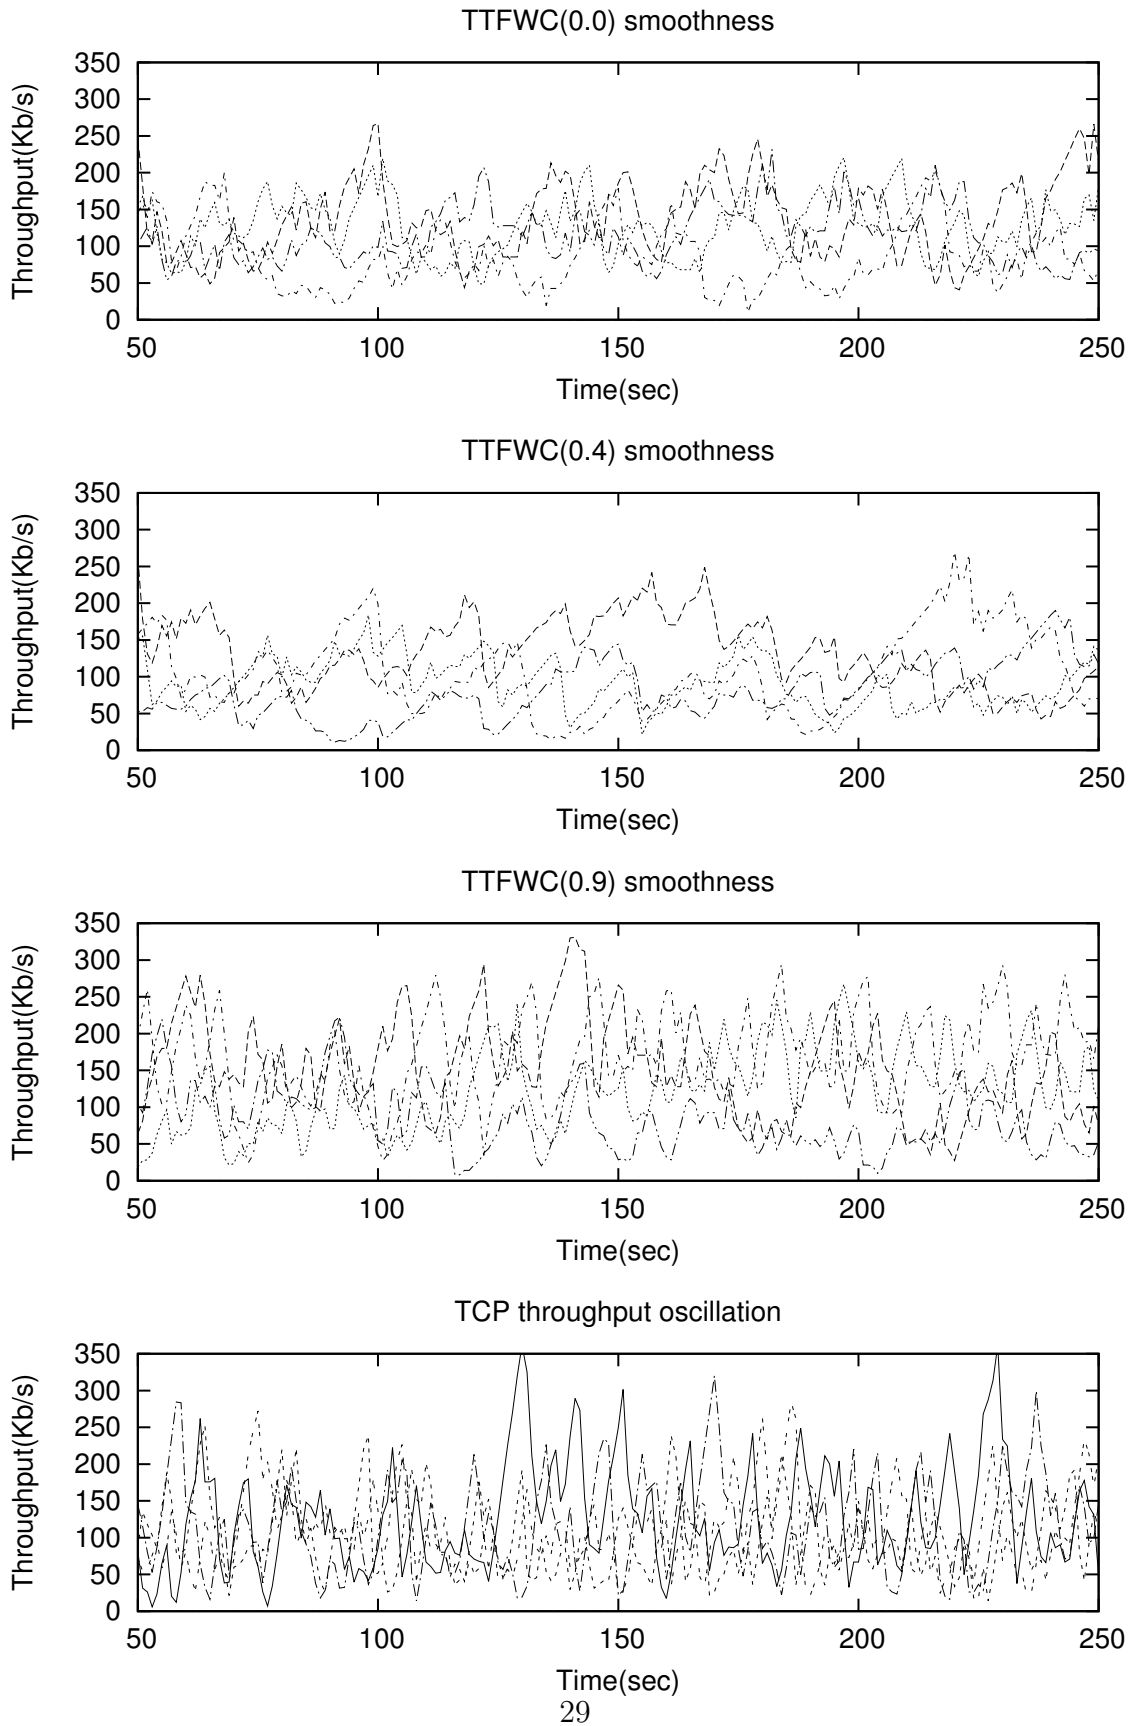 TTFWC(0.0) smoothness
350
300
250
200
150
100
50
0
Throughput(Kb/s)
50 100 150 200 250
Time(sec)
TTFWC(0.4) smoothness
350
300
250
200
150
100
50
0
Throughput(Kb/s)
50 100 150 200 250
Time(sec)
TTFWC(0.9) smoothness
350
300
250
200
150
100
50
0
Throughput(Kb/s)
50 100 150 200 250
Time(sec)
TCP throughput oscillation
350
300
250
200
150
100
50
0
Throughput(Kb/s)
50 100 150 200 250
Time(sec)
29